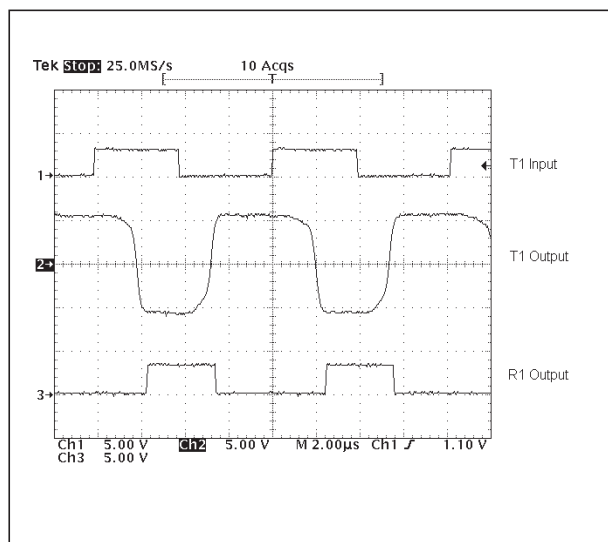 Tek Stop: 25.0MS/s 10 Acqs
T1 Input
1
T1 Output
2
R1 Output
3
Ch1 5.00 V Ch2 5.00 V M 2.00µs Ch1 1.10 V
Ch3 5.00 V